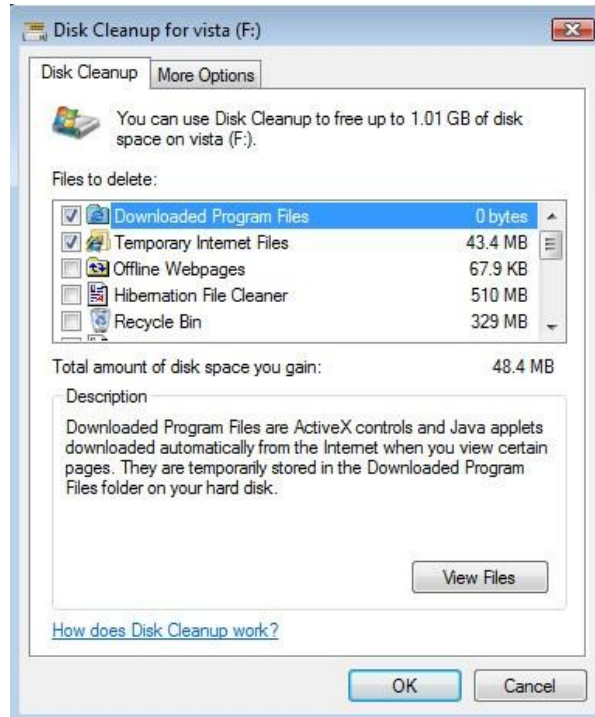 Disk Cleanup for vista (F:)
Disk Cleanup
More Options
You can use Disk Cleanup to free up to 1.01 GB of disk
space on vista (F:).
Files to delete:
Downloaded Program Files 0 bytes
Temporary Internet Files 43.4 MB
Offline Webpages 67.9 KB
Hibernation File Cleaner 510 MB
Recycle Bin 329 MB
Total amount of disk space you gain: 48.4 MB
Description
Downloaded Program Files are ActiveX controls and Java applets
downloaded automatically from the Internet when you view certain
pages. They are temporarily stored in the Downloaded Program
Files folder on your hard disk.
View Files
How does Disk Cleanup work?
OK
Cancel